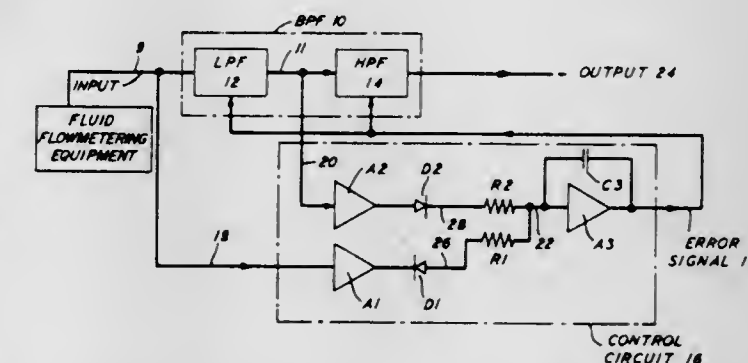 BPF 10
9
INPUT
LPF
12
11
HPF
14
OUTPUT 24
FLUID
FLOWMETERING
EQUIPMENT
20
A2
D2
28
R2
C3
22
A3
18
A1
26
D1
R1
ERROR
SIGNAL 1
CONTROL
CIRCUIT 16